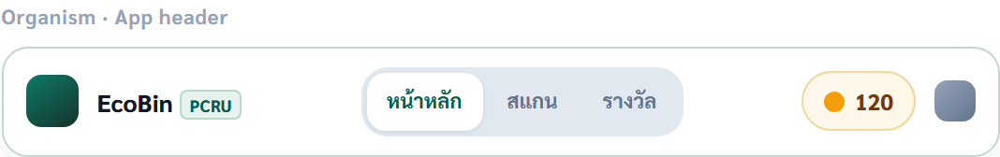 Organism · App header
EcoBin PCRU หน้าหลัก สแกน รางวัล 120